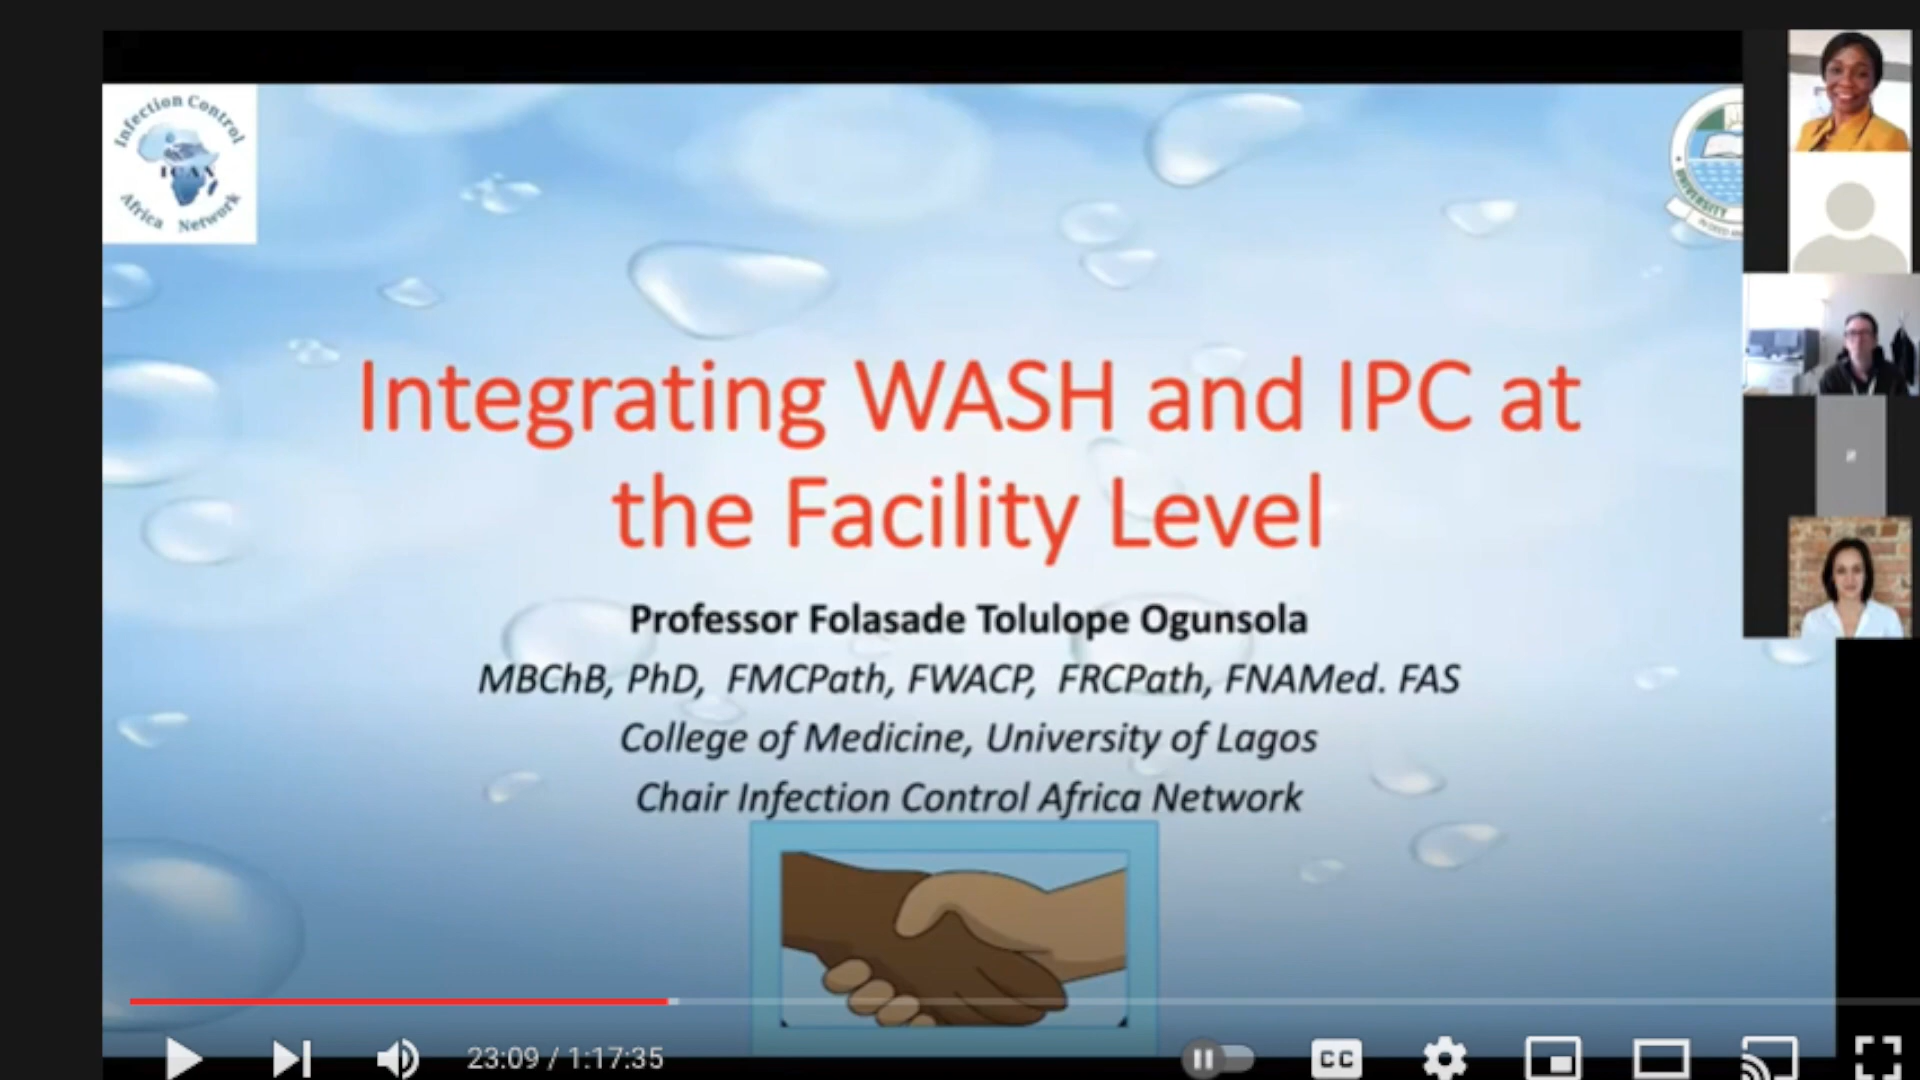 Infection Control
ICAN
Africa Network
UNIVERSITY
Integrating WASH and IPC at
the Facility Level
Professor Folasade Tolulope Ogunsola
MBChB, PhD, FMCPath, FWACP, FRCPath, FNAMed. FAS
College of Medicine, University of Lagos
Chair Infection Control Africa Network
23:09 / 1:17:35
CC